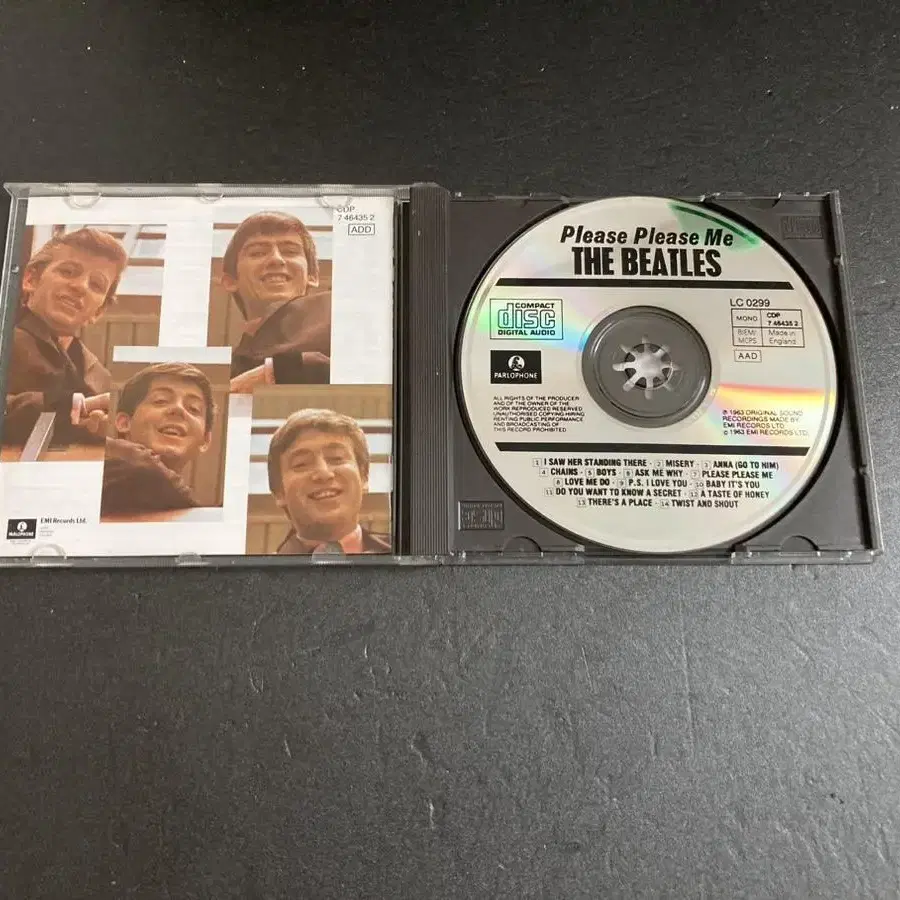 CDP
7 46435 2
ADD
PARLOPHONE
EMI Records Ltd.
Please Please Me
THE BEATLES
COMPACT
disc
DIGITAL AUDIO
LC 0299
MONO
CDP
7 46435 2
BIEM/
MCPS
Made in
England
AAD
PARLOPHONE
ALL RIGHTS OF THE PRODUCER
AND OF THE OWNER OF THE
WORK REPRODUCED RESERVED
UNAUTHORISED COPYING HIRING
RENTING PUBLIC PERFORMANCE
AND BROADCASTING OF
THIS RECORD PROHIBITED
℗ 1963 ORIGINAL SOUND
RECORDINGS MADE BY
EMI RECORDS LTD.
© 1963 EMI RECORDS LTD.
1 I SAW HER STANDING THERE · 2 MISERY · 3 ANNA (GO TO HIM)
4 CHAINS · 5 BOYS · 6 ASK ME WHY · 7 PLEASE PLEASE ME
8 LOVE ME DO · 9 P.S. I LOVE YOU · 10 BABY IT'S YOU
11 DO YOU WANT TO KNOW A SECRET · 12 A TASTE OF HONEY
13 THERE'S A PLACE · 14 TWIST AND SHOUT